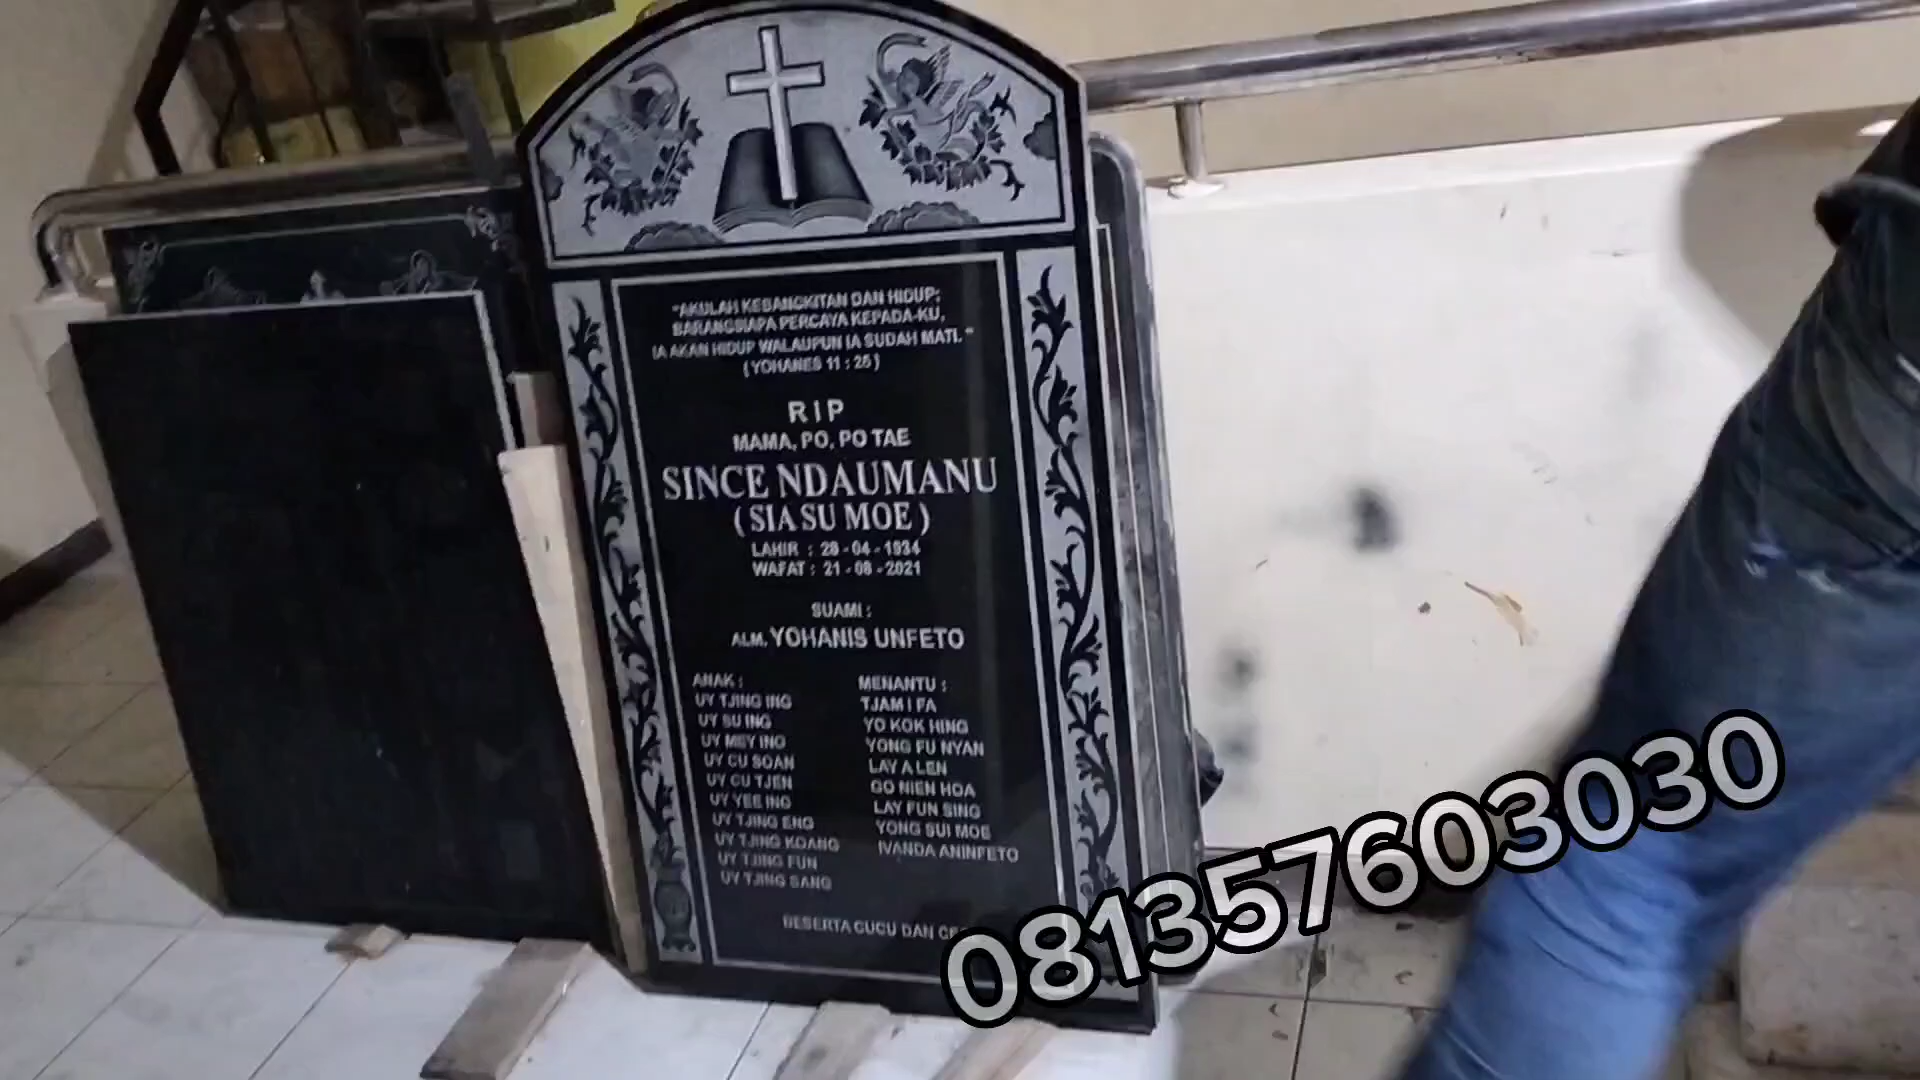 "AKULAH KEBANGKITAN DAN HIDUP;
BARANGSIAPA PERCAYA KEPADA-KU,
IA AKAN HIDUP WALAUPUN IA SUDAH MATI."
(YOHANES 11 : 25)
RIP
MAMA, PO, PO TAE
SINCE NDAUMANU
(SIA SU MOE)
LAHIR : 28 - 04 - 1934
WAFAT : 21 - 08 - 2021
SUAMI :
ALM. YOHANIS UNFETO
ANAK :
UY TJING ING
UY SU ING
UY MEY ING
UY CU SOAN
UY CU TJEN
UY YEE ING
UY TJING ENG
UY TJING KOANG
UY TJING FUN
UY TJING SANG
MENANTU :
TJAM I FA
YO KOK HING
YONG FU NYAN
LAY A LEN
GO NIEN HOA
LAY FUN SING
YONG SUI MOE
IVANDA ANINFETO
BESERTA CUCU DAN
081357603030